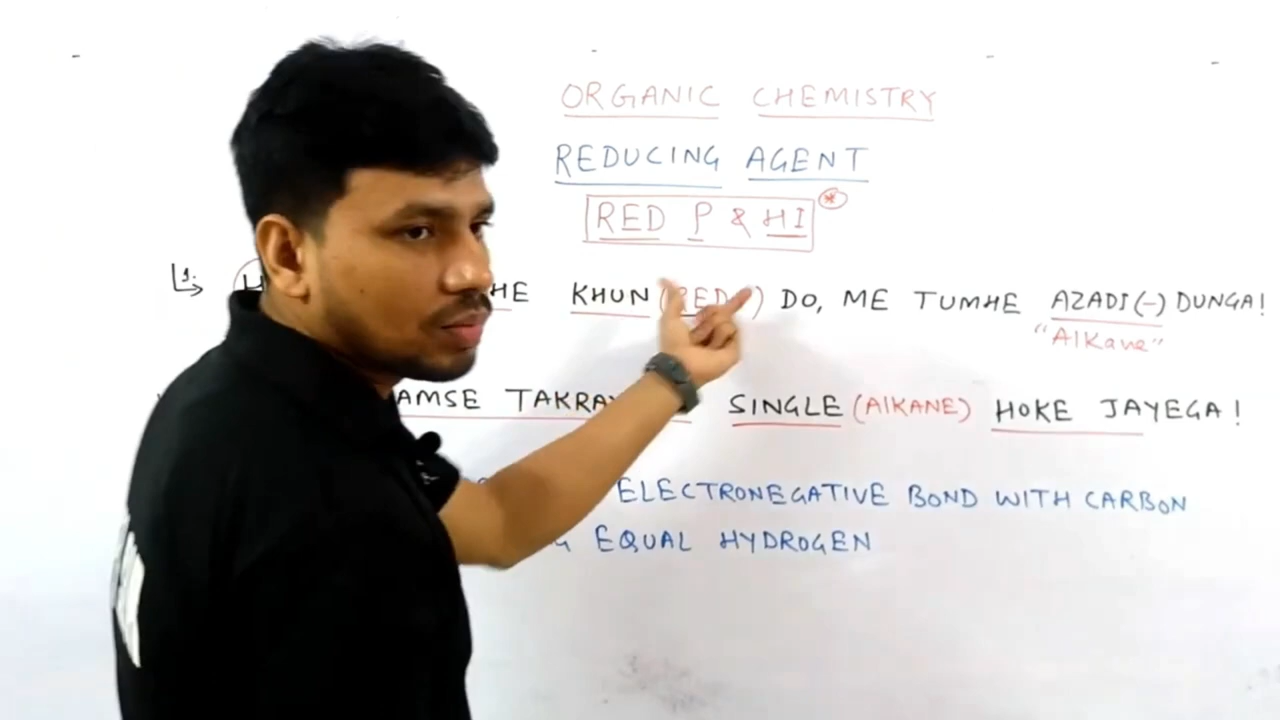 ORGANIC CHEMISTRY
REDUCING AGENT
RED P & HI
1. HE KHUN (RED) DO, ME TUMHE AZADI (-) DUNGA!
"Alkane"
AMSE TAKRAY SINGLE (AlKANE) HOKE JAYEGA!
ELECTRONEGATIVE BOND WITH CARBON
EQUAL HYDROGEN